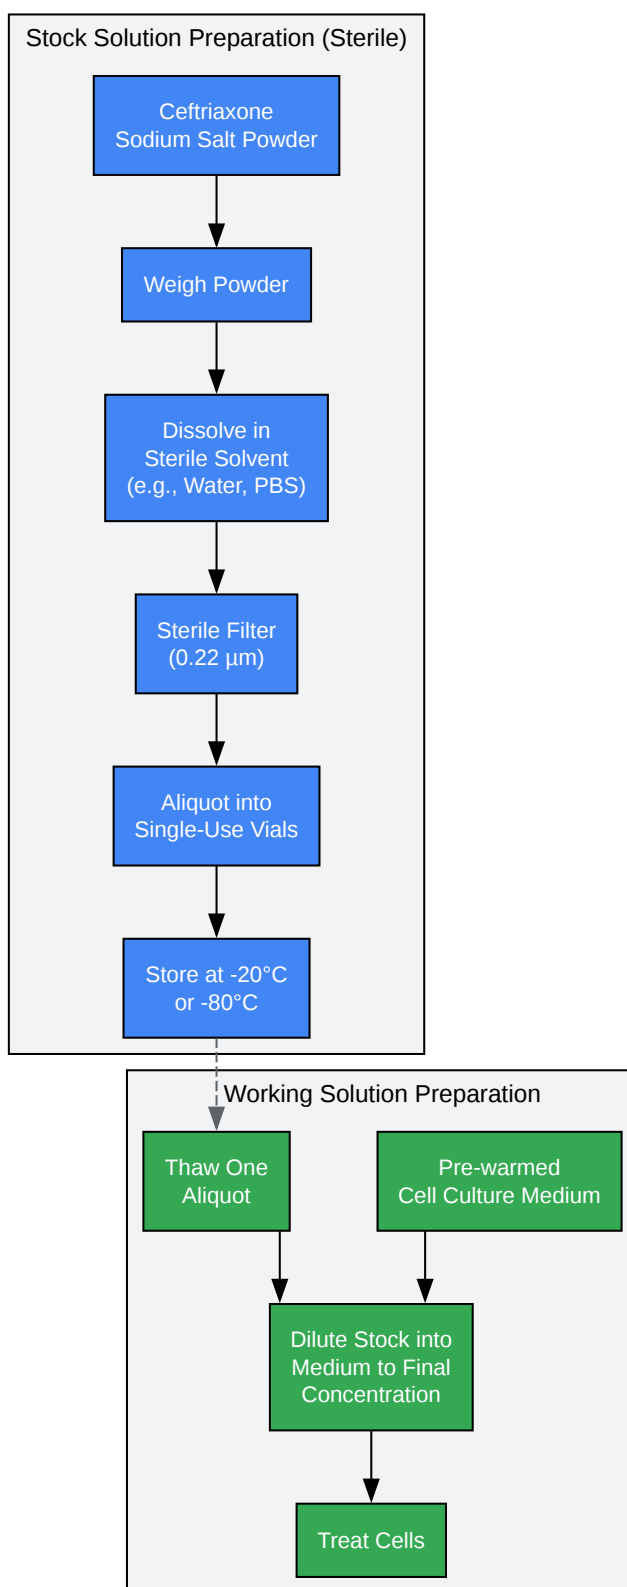 Stock Solution Preparation (Sterile)
Ceftriaxone
Sodium Salt Powder
Weigh Powder
Dissolve in
Sterile Solvent
(e.g., Water, PBS)
Sterile Filter
(0.22 µm)
Aliquot into
Single-Use Vials
Store at -20°C
or -80°C
Working Solution Preparation
Thaw One
Aliquot
Pre-warmed
Cell Culture Medium
Dilute Stock into
Medium to Final
Concentration
Treat Cells